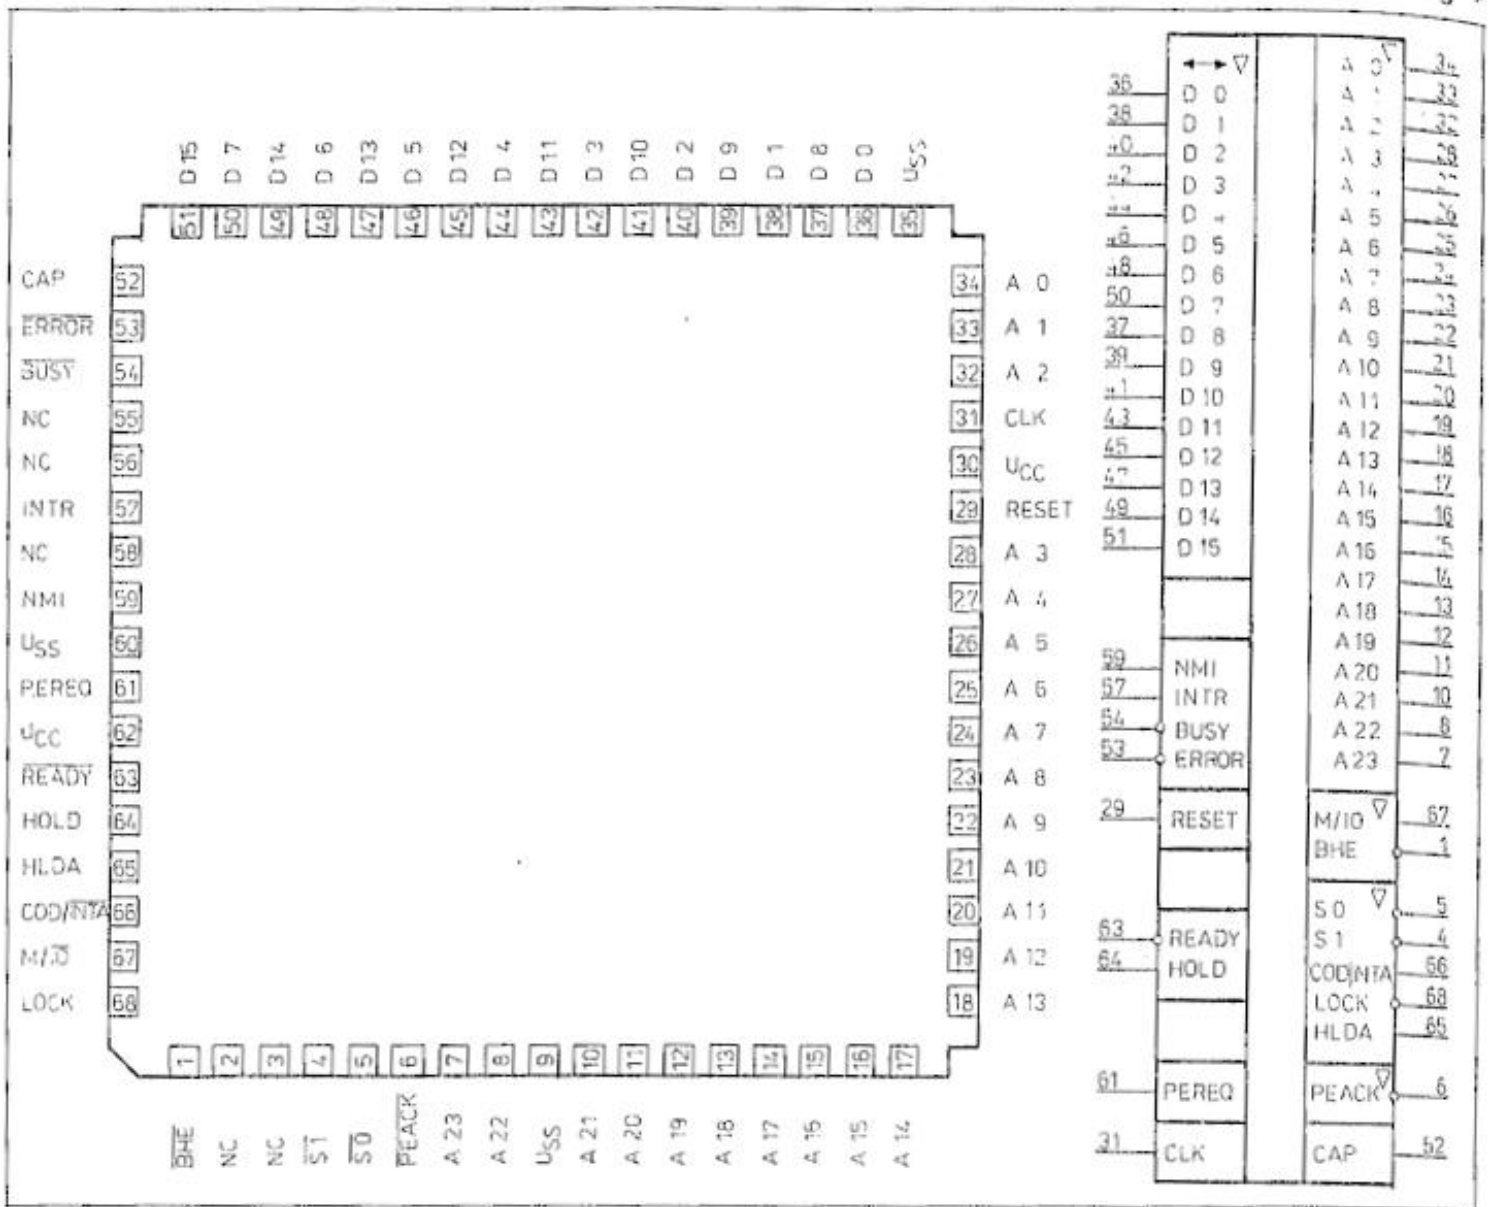 D 15
D 7
D 14
D 6
D 13
D 5
D 12
D 4
D 11
D 3
D 10
D 2
D 9
D 1
D 8
D 0
USS
51
50
49
48
47
46
45
44
43
42
41
40
39
38
37
36
35
CAP 52
ERROR 53
BUSY 54
NC 55
NC 56
INTR 57
NC 58
NMI 59
USS 60
PEREQ 61
UCC 62
READY 63
HOLD 64
HLDA 65
COD/INTA 66
M/IO 67
LOCK 68
34 A 0
33 A 1
32 A 2
31 CLK
30 UCC
29 RESET
28 A 3
27 A 4
26 A 5
25 A 6
24 A 7
23 A 8
22 A 9
21 A 10
20 A 11
19 A 12
18 A 13
1
2
3
4
5
6
7
8
9
10
11
12
13
14
15
16
17
BHE
NC
NC
S1
S0
PEACK
A 23
A 22
USS
A 21
A 20
A 19
A 18
A 17
A 16
A 15
A 14
36 D 0
38 D 1
40 D 2
D 3
D 4
46 D 5
48 D 6
50 D 7
37 D 8
39 D 9
41 D 10
43 D 11
45 D 12
47 D 13
49 D 14
51 D 15
59 NMI
57 INTR
54 BUSY
53 ERROR
29 RESET
63 READY
64 HOLD
61 PEREQ
31 CLK
A 0 34
A 1 33
A
A 3 28
A 4
A 5 26
A 6 25
A 7 24
A 8 23
A 9 22
A 10 21
A 11 20
A 12 19
A 13 18
A 14 17
A 15 16
A 16 15
A 17 14
A 18 13
A 19 12
A 20 11
A 21 10
A 22 8
A 23 7
M/IO 67
BHE 1
S 0 5
S 1 4
COD/INTA 66
LOCK 68
HLDA 65
PEACK 6
CAP 52